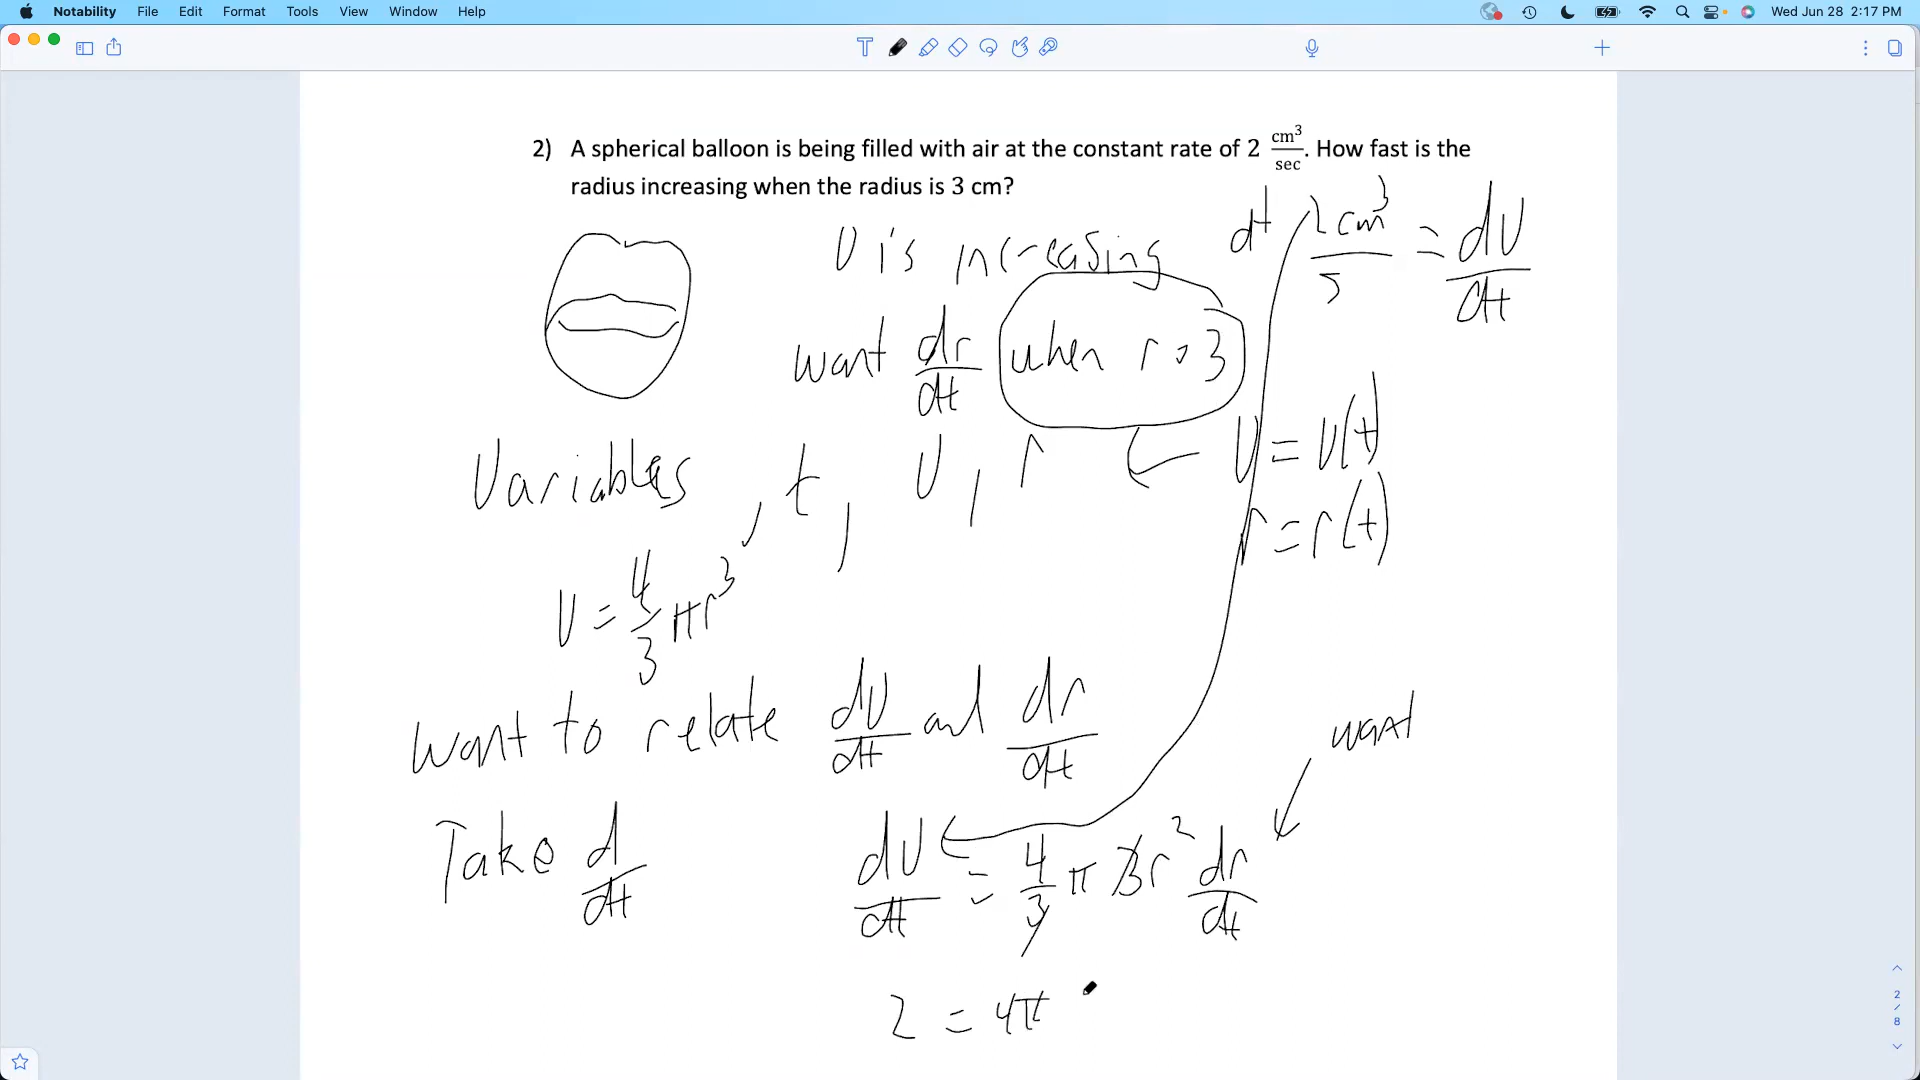 Notability File Edit Format Tools View Window Help Wed Jun 28 2:17 PM
2) A spherical balloon is being filled with air at the constant rate of 2 cm³/sec. How fast is the
radius increasing when the radius is 3 cm?
V is increasing at 2 cm³/s = dV/dt
want dr/dt when r = 3
Variables, t, V, r ← V = V(t)
r = r(t)
V = 4/3 πr³
want to relate dV/dt and dr/dt
want
Take d/dt dV/dt = 4/3 π 3r² dr/dt
2 = 4π
2 / 8